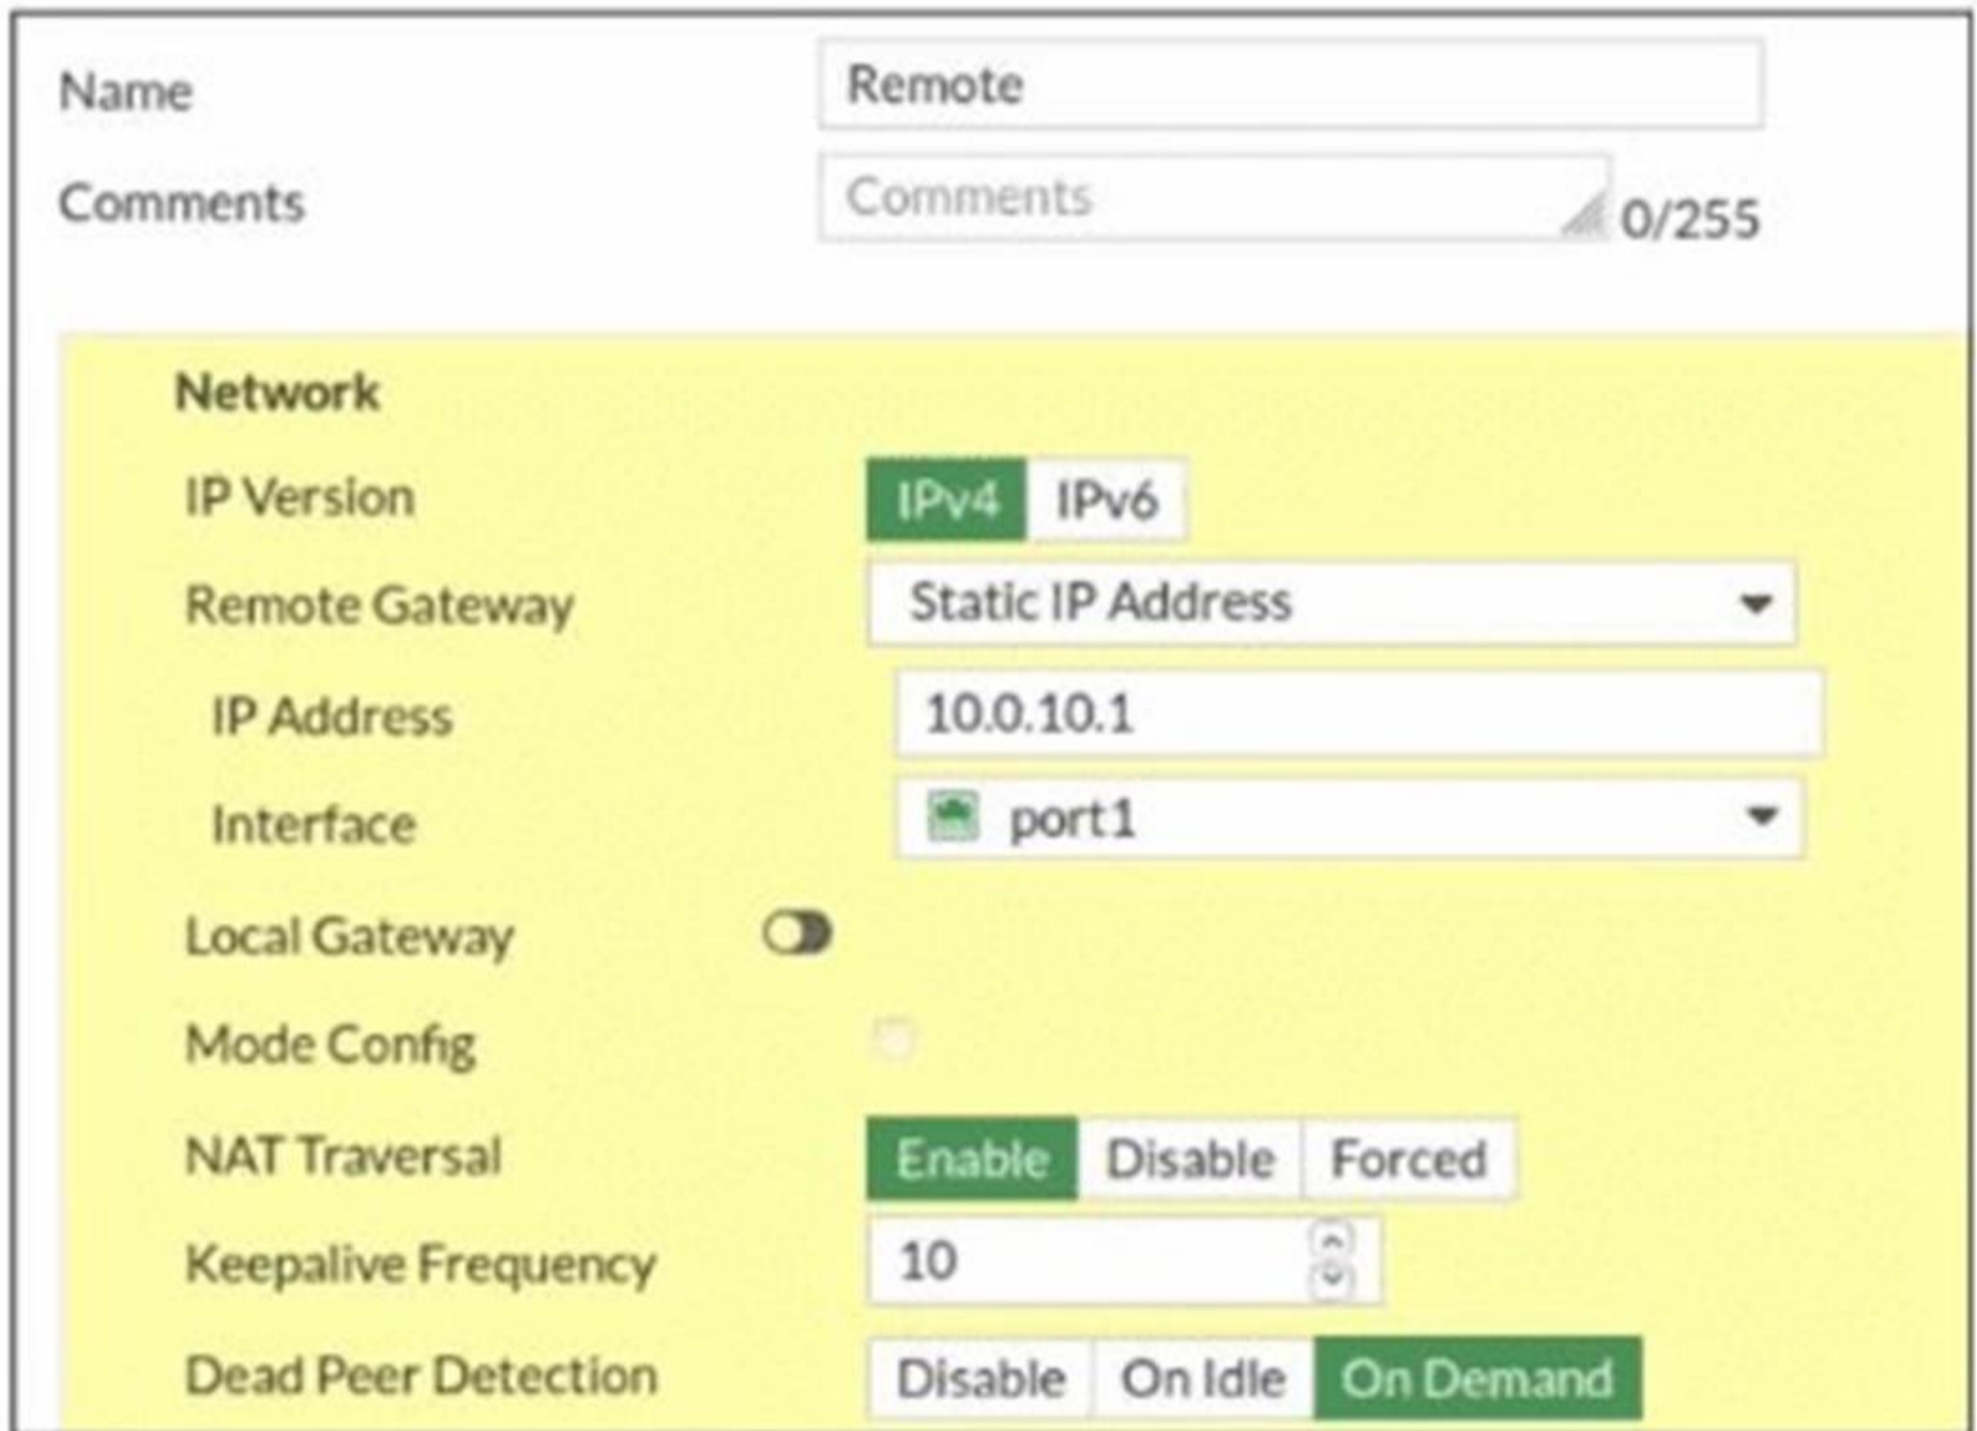 Name Remote
Comments Comments 0/255
Network
IP Version IPv4 IPv6
Remote Gateway Static IP Address
IP Address 10.0.10.1
Interface port1
Local Gateway
Mode Config
NAT Traversal Enable Disable Forced
Keepalive Frequency 10
Dead Peer Detection Disable On Idle On Demand